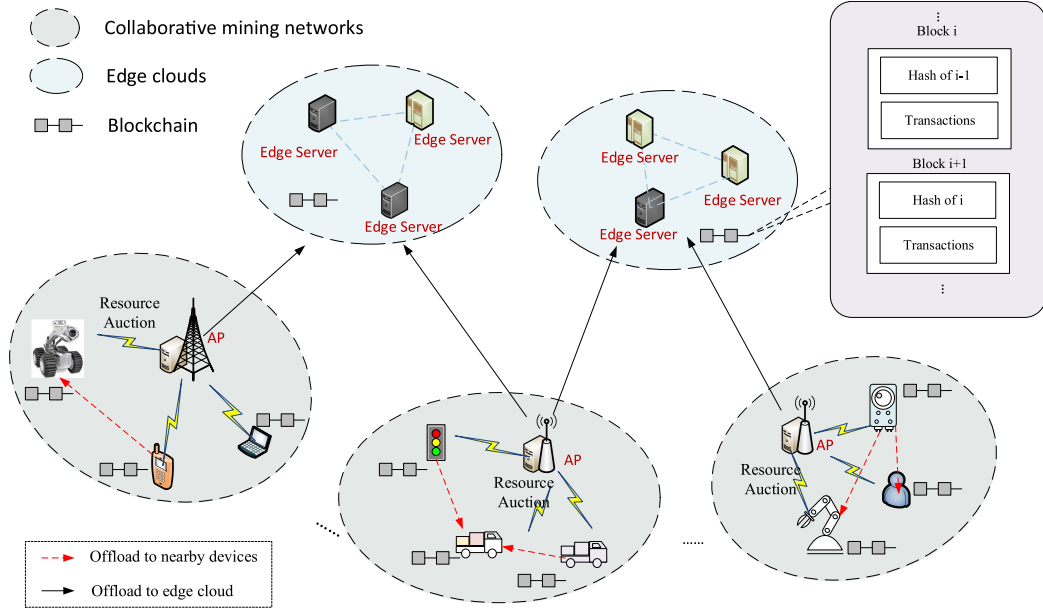 Collaborative mining networks
Edge clouds
Blockchain
Edge Server
Edge Server
Edge Server
Edge Server
Edge Server
Edge Server
⋮
Block i
Hash of i-1
Transactions
Block i+1
Hash of i
Transactions
⋮
Resource
Auction
AP
AP
Resource
Auction
AP
Resource
Auction
......
......
Offload to nearby devices
Offload to edge cloud